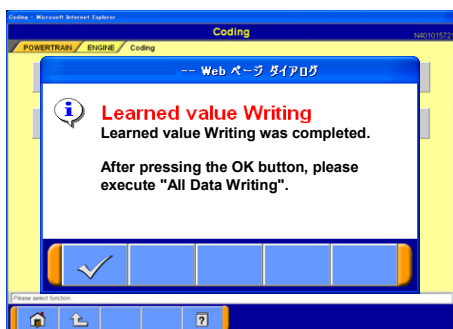 Coding - Microsoft Internet Explorer
Coding
N401015721
POWERTRAIN ENGINE Coding
-- Web ページ ダイアログ
Learned value Writing
Learned value Writing was completed.
After pressing the OK button, please
execute "All Data Writing".
Please select function
?